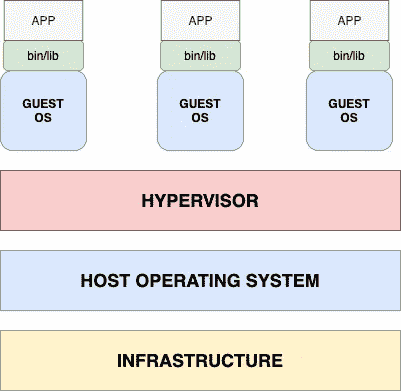 APP APP APP
bin/lib bin/lib bin/lib
GUEST GUEST GUEST
OS OS OS
HYPERVISOR
HOST OPERATING SYSTEM
INFRASTRUCTURE